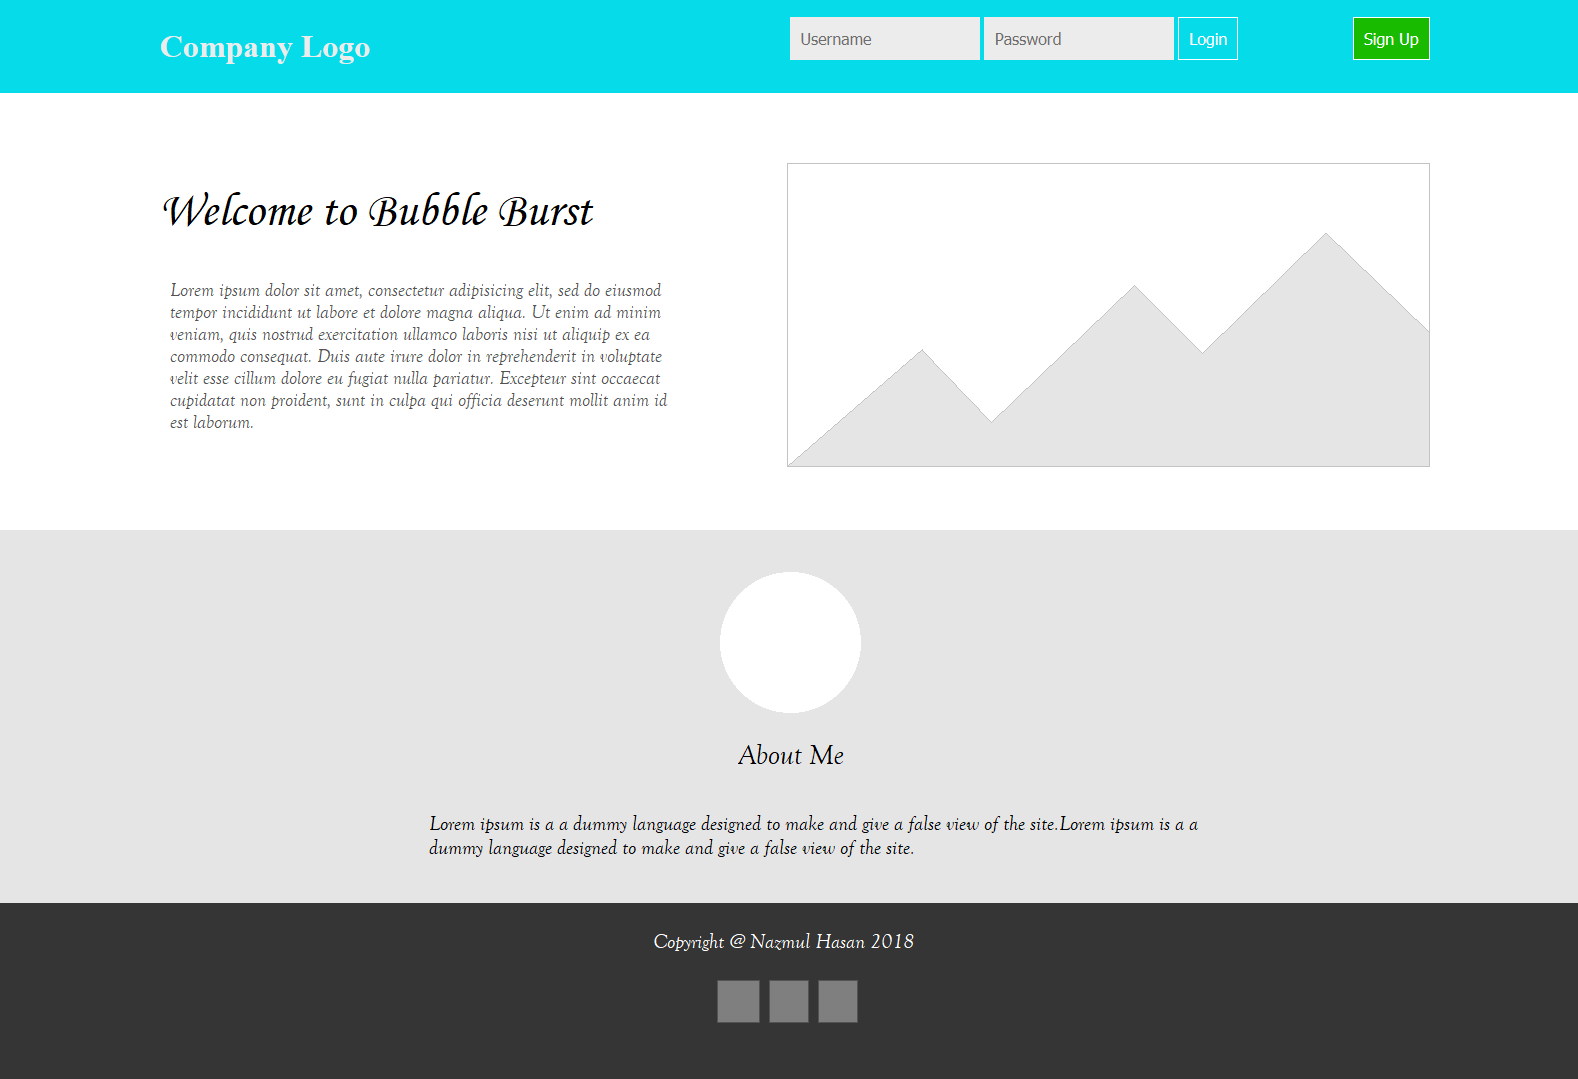 Company Logo
Username
Password
Login
Sign Up
Welcome to Bubble Burst
Lorem ipsum dolor sit amet, consectetur adipisicing elit, sed do eiusmod
tempor incididunt ut labore et dolore magna aliqua. Ut enim ad minim
veniam, quis nostrud exercitation ullamco laboris nisi ut aliquip ex ea
commodo consequat. Duis aute irure dolor in reprehenderit in voluptate
velit esse cillum dolore eu fugiat nulla pariatur. Excepteur sint occaecat
cupidatat non proident, sunt in culpa qui officia deserunt mollit anim id
est laborum.
About Me
Lorem ipsum is a a dummy language designed to make and give a false view of the site.Lorem ipsum is a a
dummy language designed to make and give a false view of the site.
Copyright @ Nazmul Hasan 2018